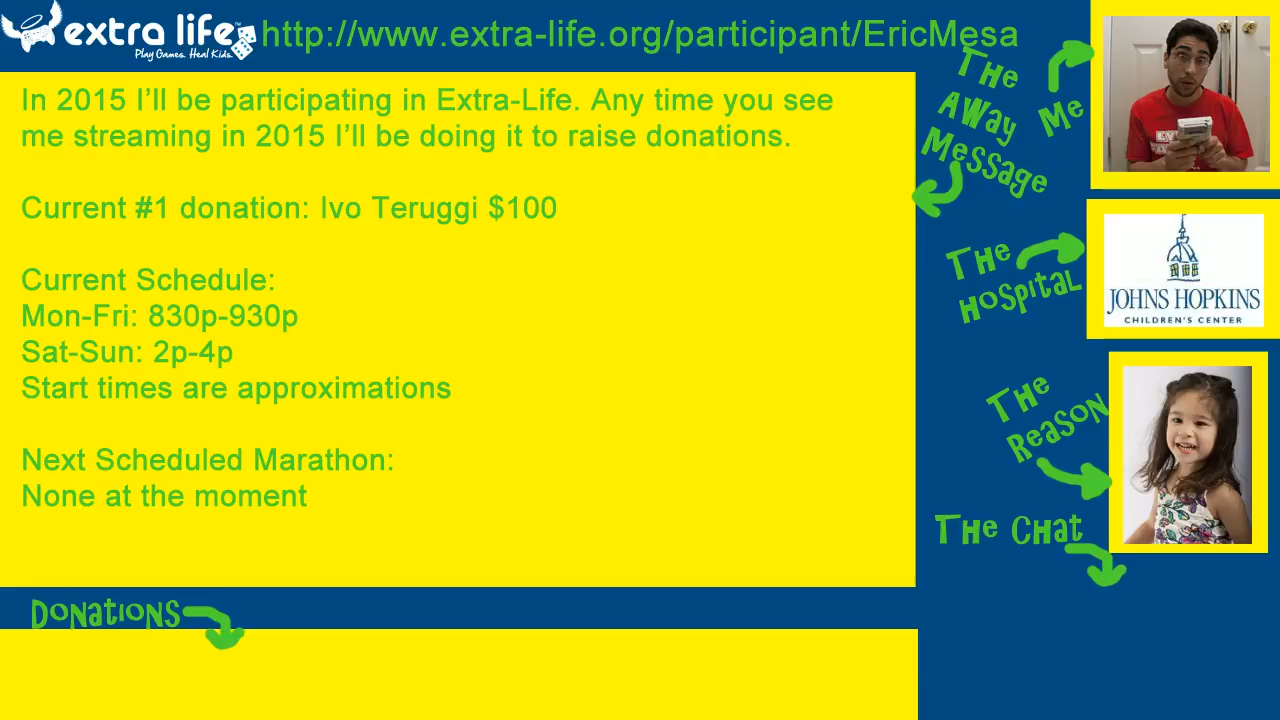 extra life
Play Games. Heal Kids.
http://www.extra-life.org/participant/EricMesa
In 2015 I'll be participating in Extra-Life. Any time you see
me streaming in 2015 I'll be doing it to raise donations.
Current #1 donation: Ivo Teruggi $100
Current Schedule:
Mon-Fri: 830p-930p
Sat-Sun: 2p-4p
Start times are approximations
Next Scheduled Marathon:
None at the moment
Donations
The
Away
Message
Me
The
Hospital
JOHNS HOPKINS
CHILDREN'S CENTER
The
Reason
The Chat